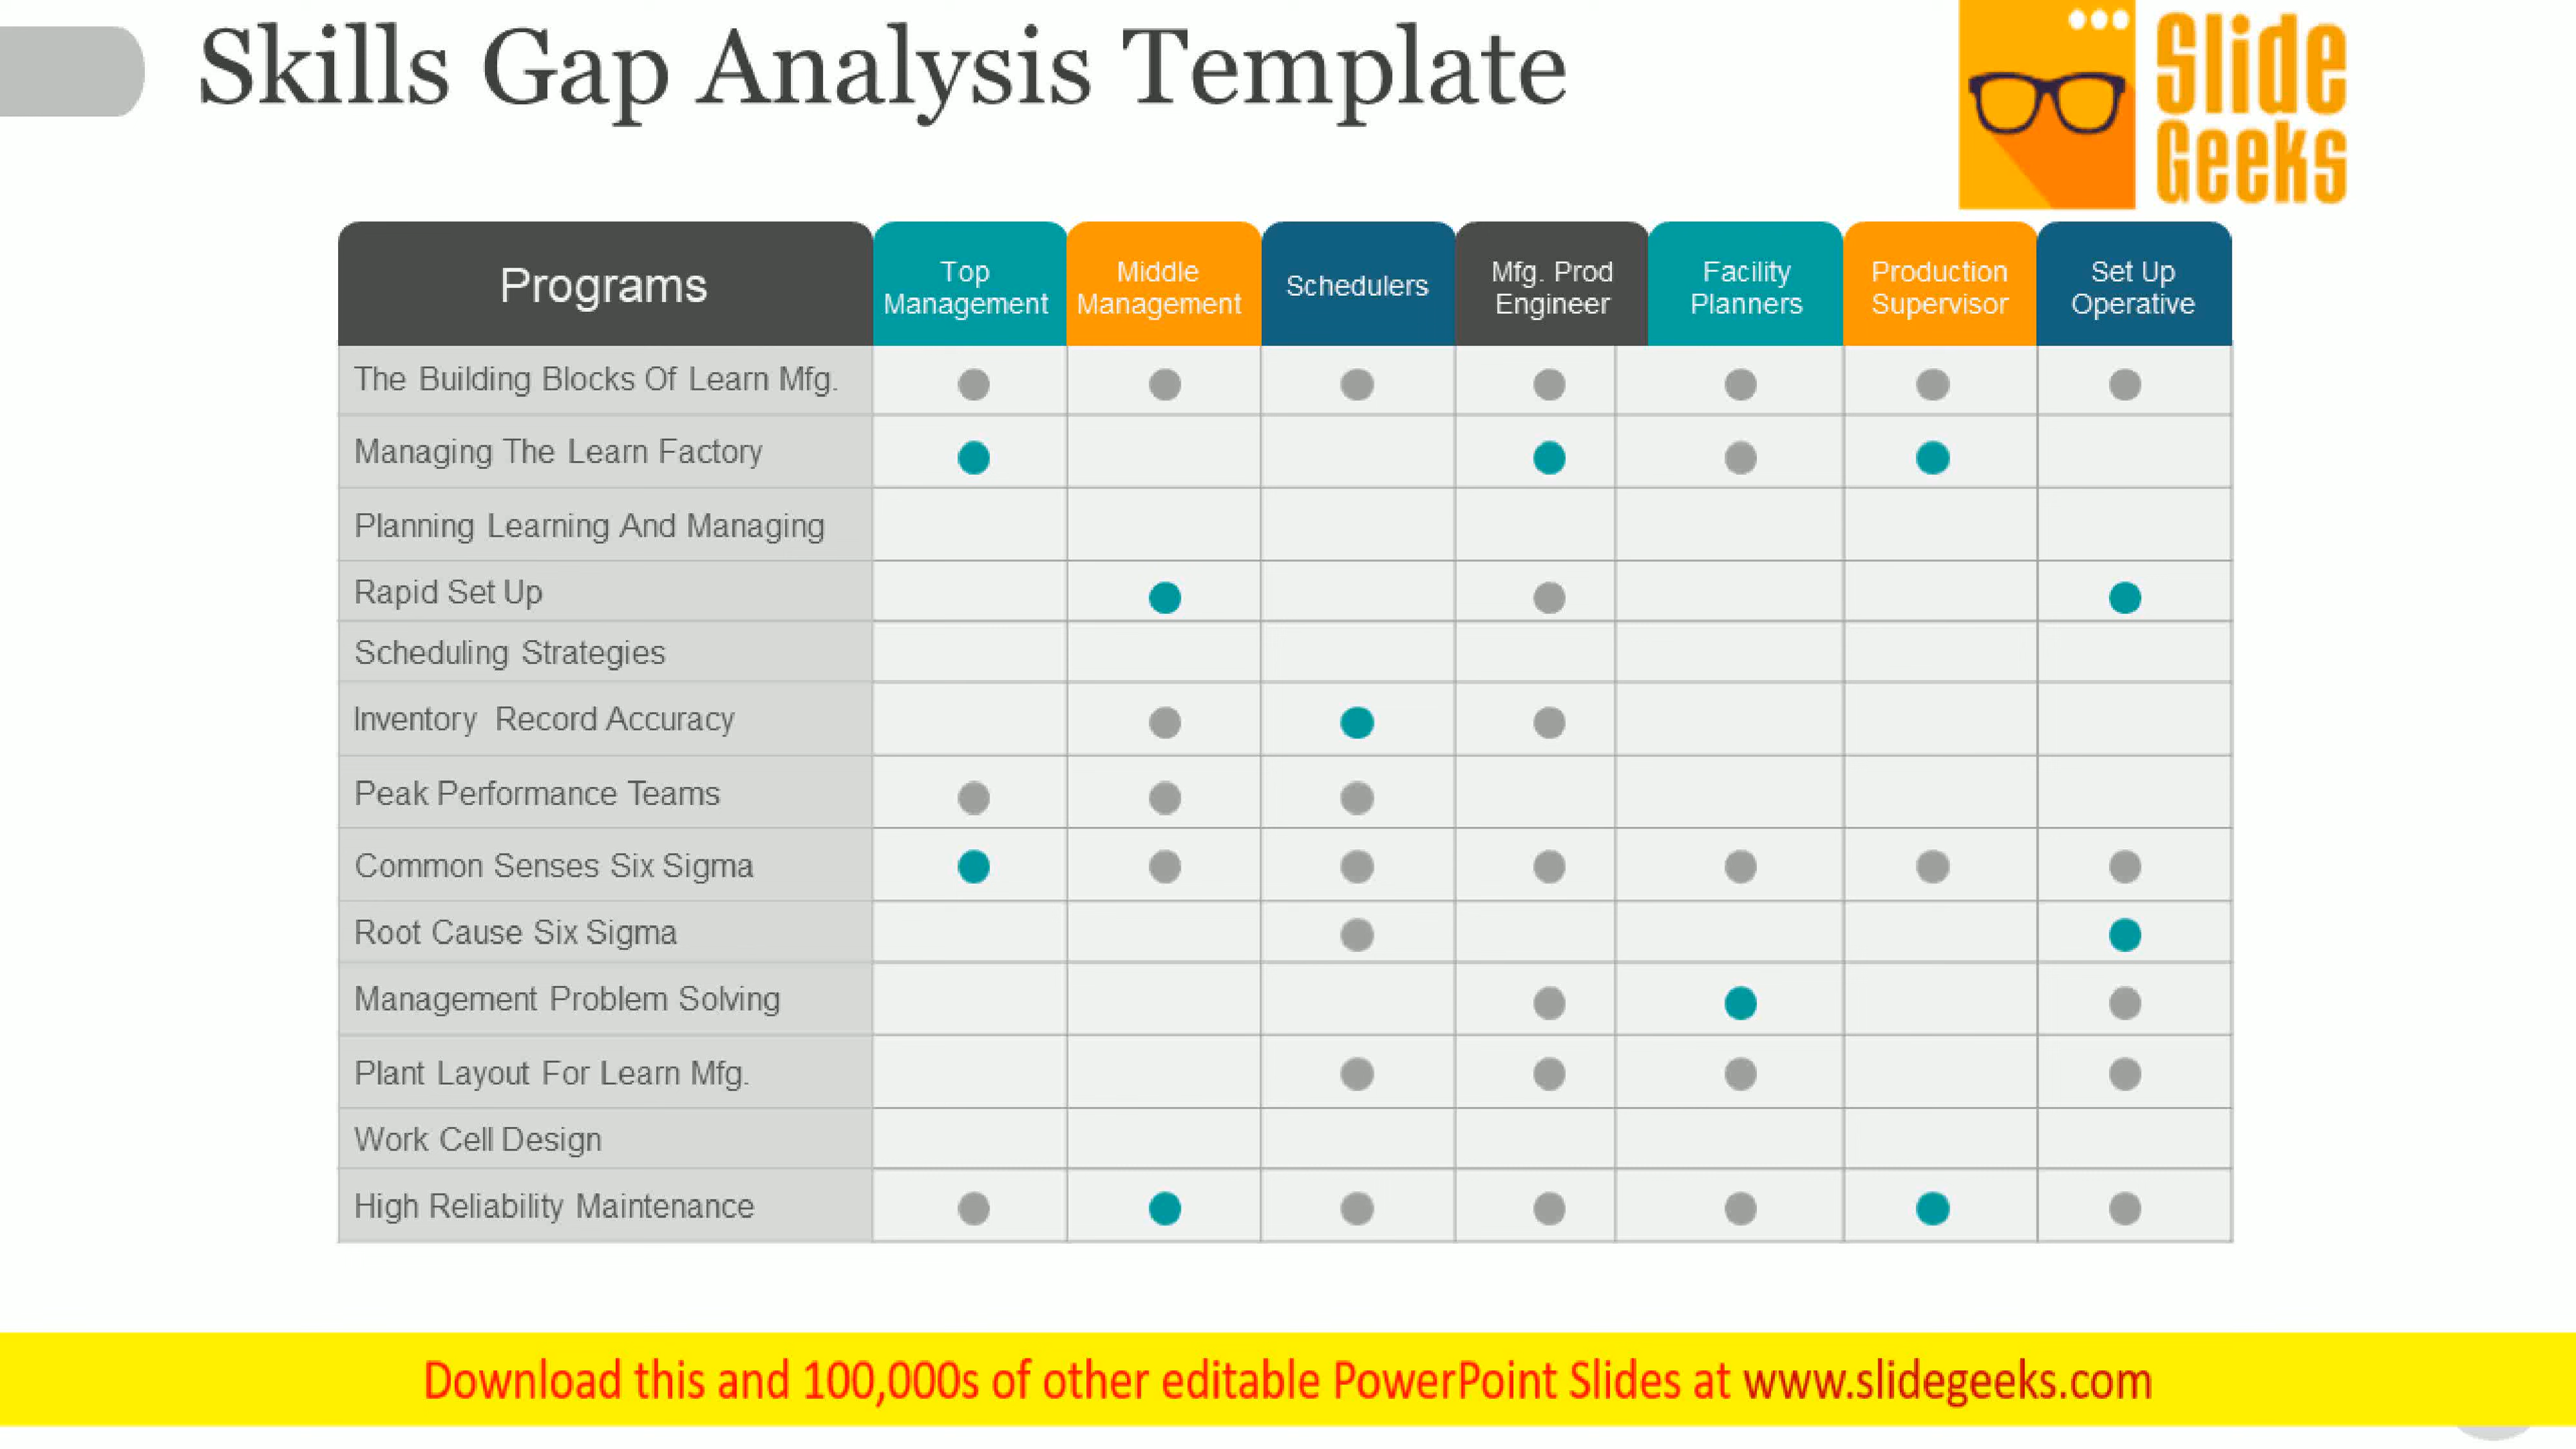 Skills Gap Analysis Template
Slide
Geeks
Programs
Top
Management
Middle
Management
Schedulers
Mfg. Prod
Engineer
Facility
Planners
Production
Supervisor
Set Up
Operative
The Building Blocks Of Learn Mfg.
Managing The Learn Factory
Planning Learning And Managing
Rapid Set Up
Scheduling Strategies
Inventory Record Accuracy
Peak Performance Teams
Common Senses Six Sigma
Root Cause Six Sigma
Management Problem Solving
Plant Layout For Learn Mfg.
Work Cell Design
High Reliability Maintenance
Download this and 100,000s of other editable PowerPoint Slides at www.slidegeeks.com